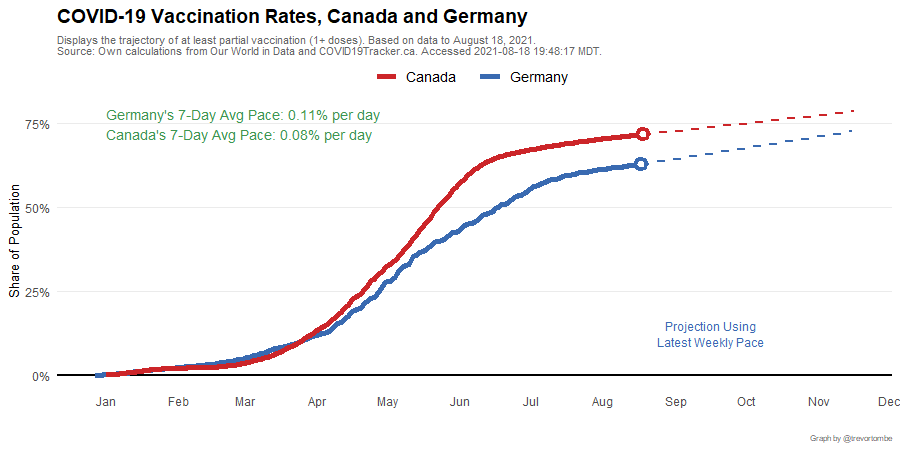 COVID-19 Vaccination Rates, Canada and Germany
Displays the trajectory of at least partial vaccination (1+ doses). Based on data to August 18, 2021.
Source: Own calculations from Our World in Data and COVID19Tracker.ca. Accessed 2021-08-18 19:48:17 MDT.
Canada Germany
Germany's 7-Day Avg Pace: 0.11% per day
Canada's 7-Day Avg Pace: 0.08% per day
75%
50%
25%
0%
Share of Population
Projection Using
Latest Weekly Pace
Jan Feb Mar Apr May Jun Jul Aug Sep Oct Nov Dec
Graph by @trevortombe